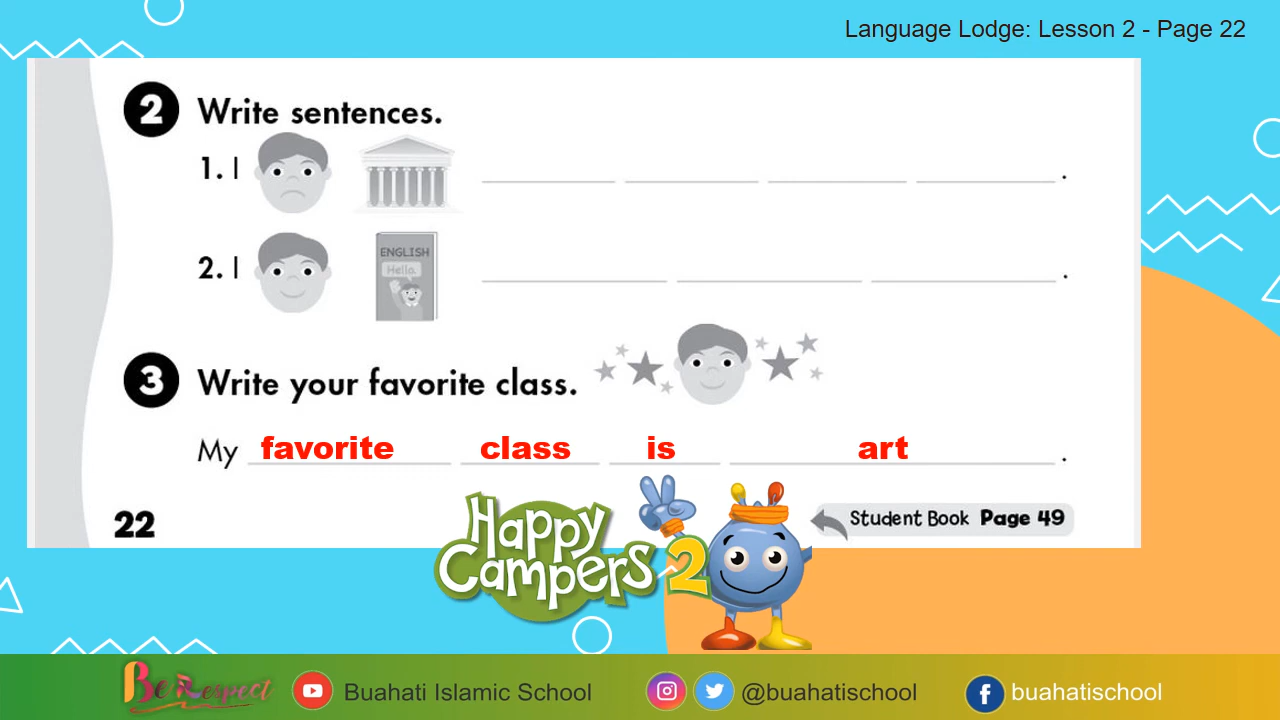 Language Lodge: Lesson 2 - Page 22
2 Write sentences.
1. I .
2. I .
ENGLISH
Hello.
3 Write your favorite class.
My favorite class is art .
22
Student Book Page 49
Happy
Campers 2
Be Respect
Buahati Islamic School
@buahatischool
buahatischool